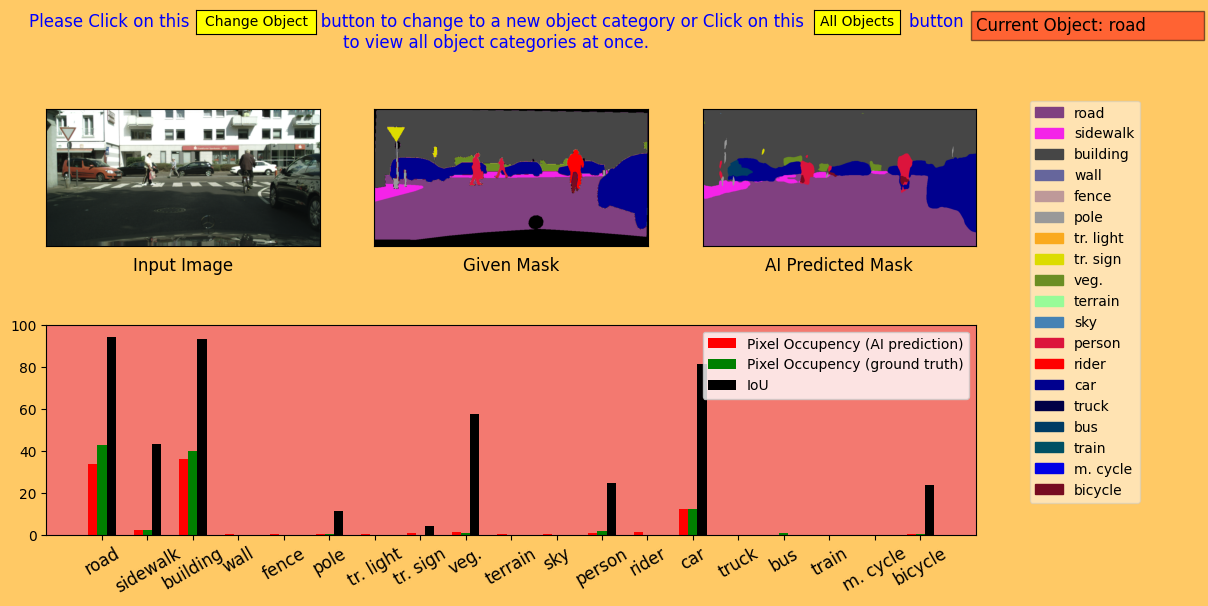 Please Click on this Change Object button to change to a new object category or Click on this All Objects button
to view all object categories at once.
Current Object: road
Input Image
Given Mask
AI Predicted Mask
road
sidewalk
building
wall
fence
pole
tr. light
tr. sign
veg.
terrain
sky
person
rider
car
truck
bus
train
m. cycle
bicycle
Pixel Occupency (AI prediction)
Pixel Occupency (ground truth)
IoU
100
80
60
40
20
0
road
sidewalk
building
wall
fence
pole
tr. light
tr. sign
veg.
terrain
sky
person
rider
car
truck
bus
train
m. cycle
bicycle